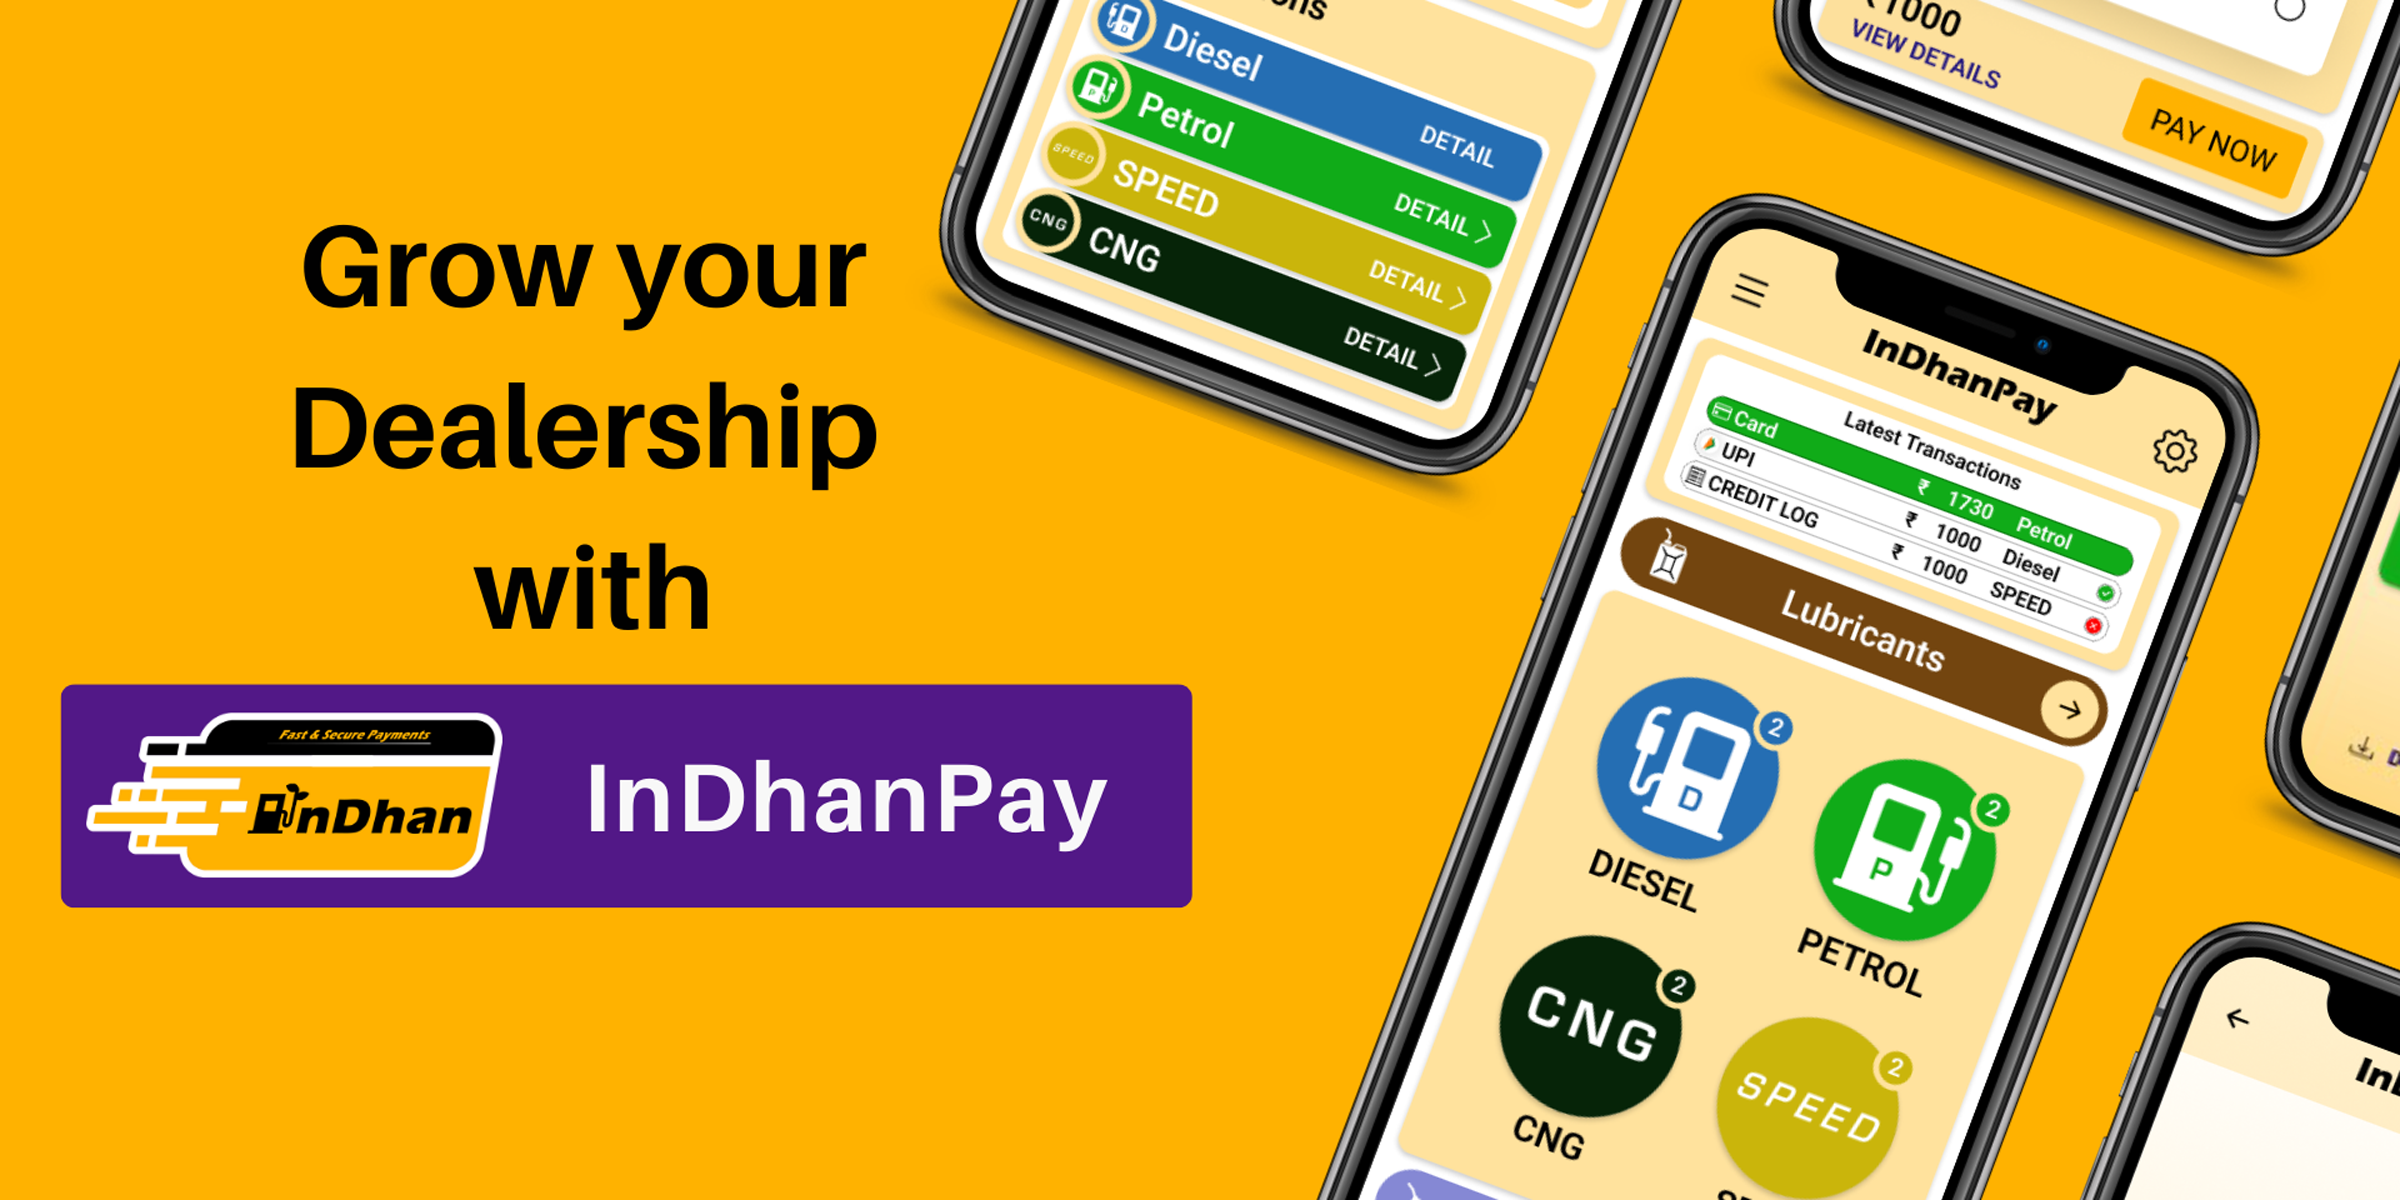 Grow your
Dealership
with
Fast & Secure Payments
InDhan
InDhanPay
Diesel
DETAIL
Petrol
DETAIL
SPEED
SPEED
DETAIL
CNG
CNG
DETAIL
₹1000
VIEW DETAILS
PAY NOW
InDhanPay
Latest Transactions
Card ₹ 1730 Petrol
UPI ₹ 1000 Diesel
CREDIT LOG ₹ 1000 SPEED
Lubricants
D
2
DIESEL
P
2
PETROL
CNG
2
CNG
SPEED
2